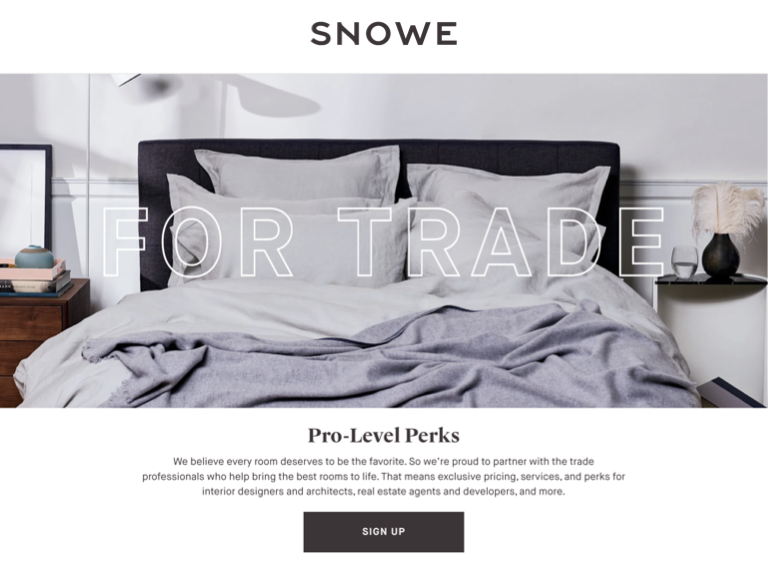 SNOWE
FOR TRADE
Pro-Level Perks
We believe every room deserves to be the favorite. So we're proud to partner with the trade
professionals who help bring the best rooms to life. That means exclusive pricing, services, and perks for
interior designers and architects, real estate agents and developers, and more.
SIGN UP